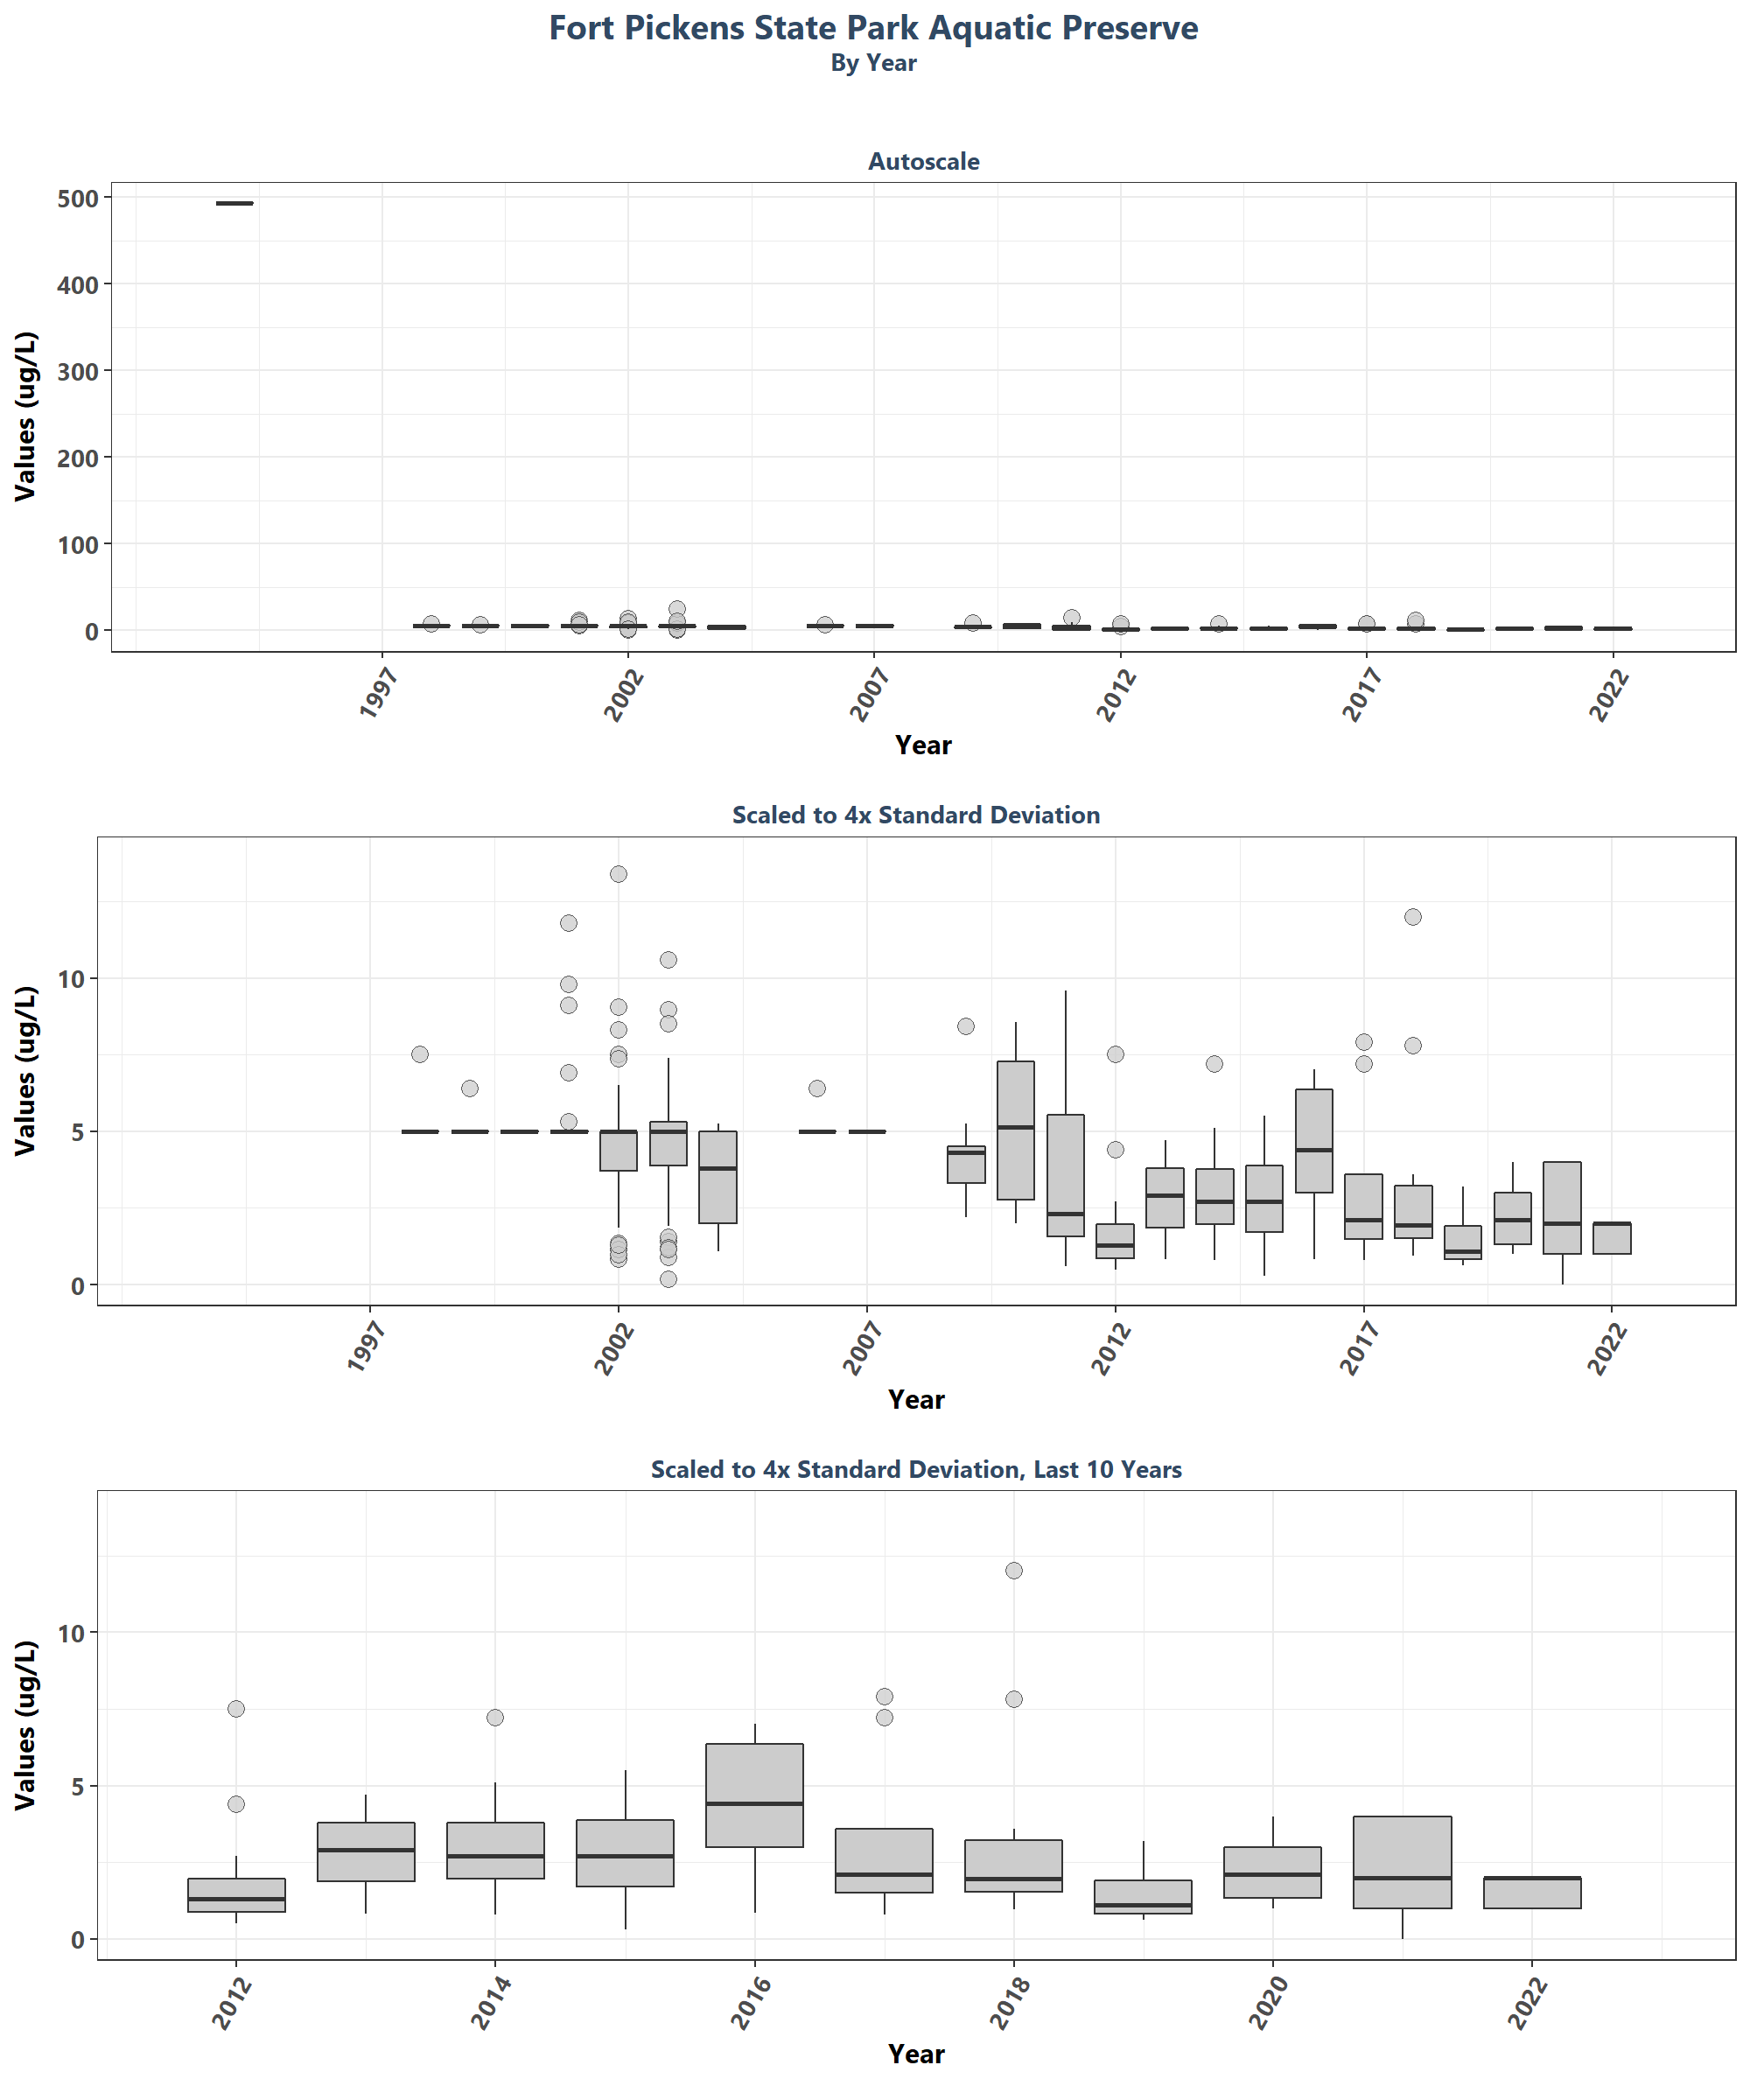 Fort Pickens State Park Aquatic Preserve
By Year
Autoscale
Values (ug/L)
500
400
300
200
100
0
1997
2002
2007
2012
2017
2022
Year
Scaled to 4x Standard Deviation
Values (ug/L)
10
5
0
1997
2002
2007
2012
2017
2022
Year
Scaled to 4x Standard Deviation, Last 10 Years
Values (ug/L)
10
5
0
2012
2014
2016
2018
2020
2022
Year